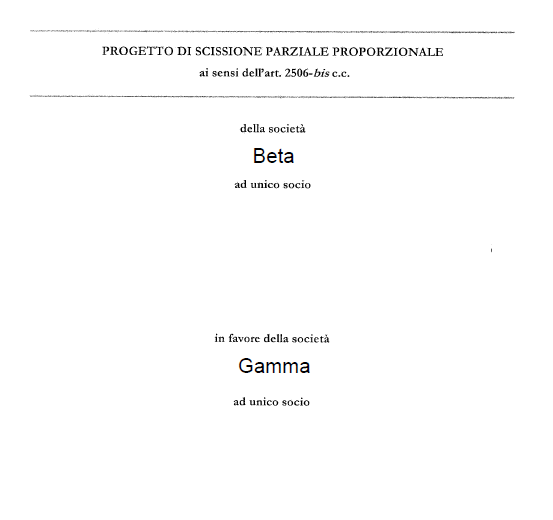 PROGETTO DI SCISSIONE PARZIALE PROPORZIONALE
ai sensi dell'art. 2506-bis c.c.
della società
Beta
ad unico socio
in favore della società
Gamma
ad unico socio